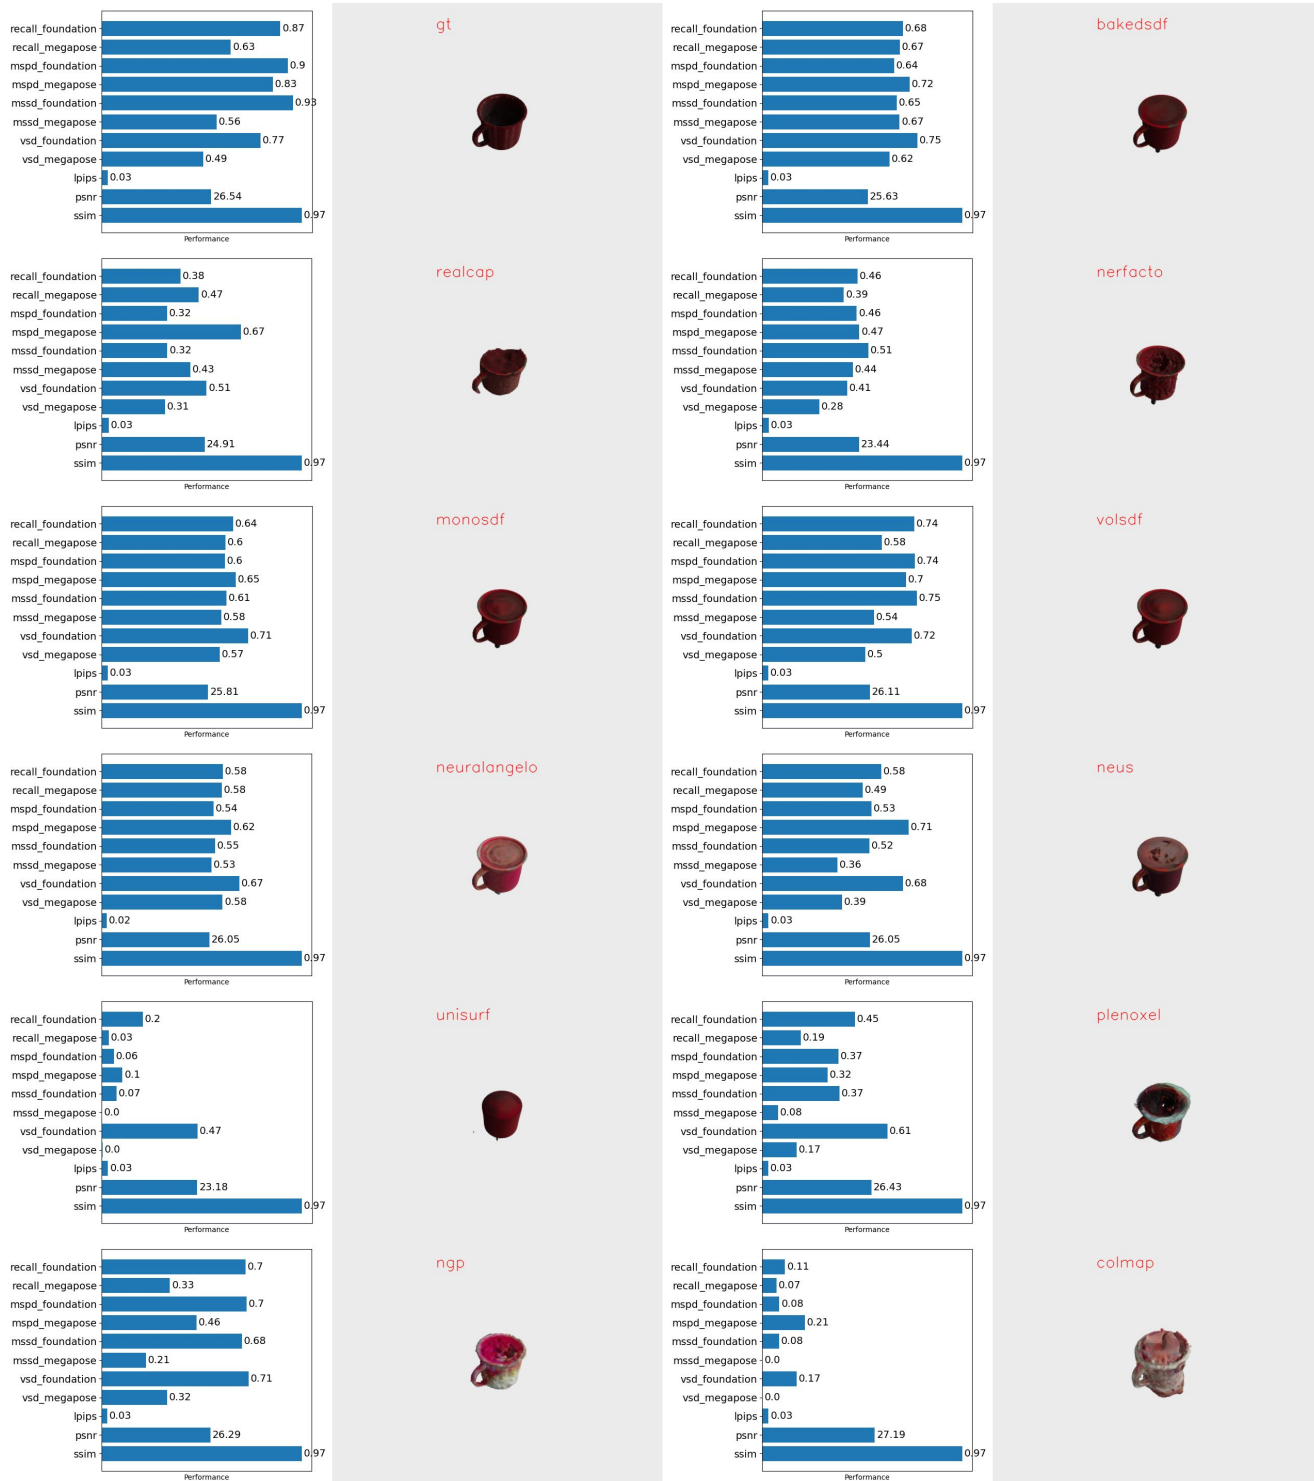 gt
recall_foundation 0.87
recall_megapose 0.63
mspd_foundation 0.9
mspd_megapose 0.83
mssd_foundation 0.93
mssd_megapose 0.56
vsd_foundation 0.77
vsd_megapose 0.49
lpips 0.03
psnr 26.54
ssim 0.97
Performance
bakedsdf
recall_foundation 0.68
recall_megapose 0.67
mspd_foundation 0.64
mspd_megapose 0.72
mssd_foundation 0.65
mssd_megapose 0.67
vsd_foundation 0.75
vsd_megapose 0.62
lpips 0.03
psnr 25.63
ssim 0.97
Performance
realcap
recall_foundation 0.38
recall_megapose 0.47
mspd_foundation 0.32
mspd_megapose 0.67
mssd_foundation 0.32
mssd_megapose 0.43
vsd_foundation 0.51
vsd_megapose 0.31
lpips 0.03
psnr 24.91
ssim 0.97
Performance
nerfacto
recall_foundation 0.46
recall_megapose 0.39
mspd_foundation 0.46
mspd_megapose 0.47
mssd_foundation 0.51
mssd_megapose 0.44
vsd_foundation 0.41
vsd_megapose 0.28
lpips 0.03
psnr 23.44
ssim 0.97
Performance
monosdf
recall_foundation 0.64
recall_megapose 0.6
mspd_foundation 0.6
mspd_megapose 0.65
mssd_foundation 0.61
mssd_megapose 0.58
vsd_foundation 0.71
vsd_megapose 0.57
lpips 0.03
psnr 25.81
ssim 0.97
Performance
volsdf
recall_foundation 0.74
recall_megapose 0.58
mspd_foundation 0.74
mspd_megapose 0.7
mssd_foundation 0.75
mssd_megapose 0.54
vsd_foundation 0.72
vsd_megapose 0.5
lpips 0.03
psnr 26.11
ssim 0.97
Performance
neuralangelo
recall_foundation 0.58
recall_megapose 0.58
mspd_foundation 0.54
mspd_megapose 0.62
mssd_foundation 0.55
mssd_megapose 0.53
vsd_foundation 0.67
vsd_megapose 0.58
lpips 0.02
psnr 26.05
ssim 0.97
Performance
neus
recall_foundation 0.58
recall_megapose 0.49
mspd_foundation 0.53
mspd_megapose 0.71
mssd_foundation 0.52
mssd_megapose 0.36
vsd_foundation 0.68
vsd_megapose 0.39
lpips 0.03
psnr 26.05
ssim 0.97
Performance
unisurf
recall_foundation 0.2
recall_megapose 0.03
mspd_foundation 0.06
mspd_megapose 0.1
mssd_foundation 0.07
mssd_megapose 0.0
vsd_foundation 0.47
vsd_megapose 0.0
lpips 0.03
psnr 23.18
ssim 0.97
Performance
plenoxel
recall_foundation 0.45
recall_megapose 0.19
mspd_foundation 0.37
mspd_megapose 0.32
mssd_foundation 0.37
mssd_megapose 0.08
vsd_foundation 0.61
vsd_megapose 0.17
lpips 0.03
psnr 26.43
ssim 0.97
Performance
ngp
recall_foundation 0.7
recall_megapose 0.33
mspd_foundation 0.7
mspd_megapose 0.46
mssd_foundation 0.68
mssd_megapose 0.21
vsd_foundation 0.71
vsd_megapose 0.32
lpips 0.03
psnr 26.29
ssim 0.97
Performance
colmap
recall_foundation 0.11
recall_megapose 0.07
mspd_foundation 0.08
mspd_megapose 0.21
mssd_foundation 0.08
mssd_megapose 0.0
vsd_foundation 0.17
vsd_megapose 0.0
lpips 0.03
psnr 27.19
ssim 0.97
Performance